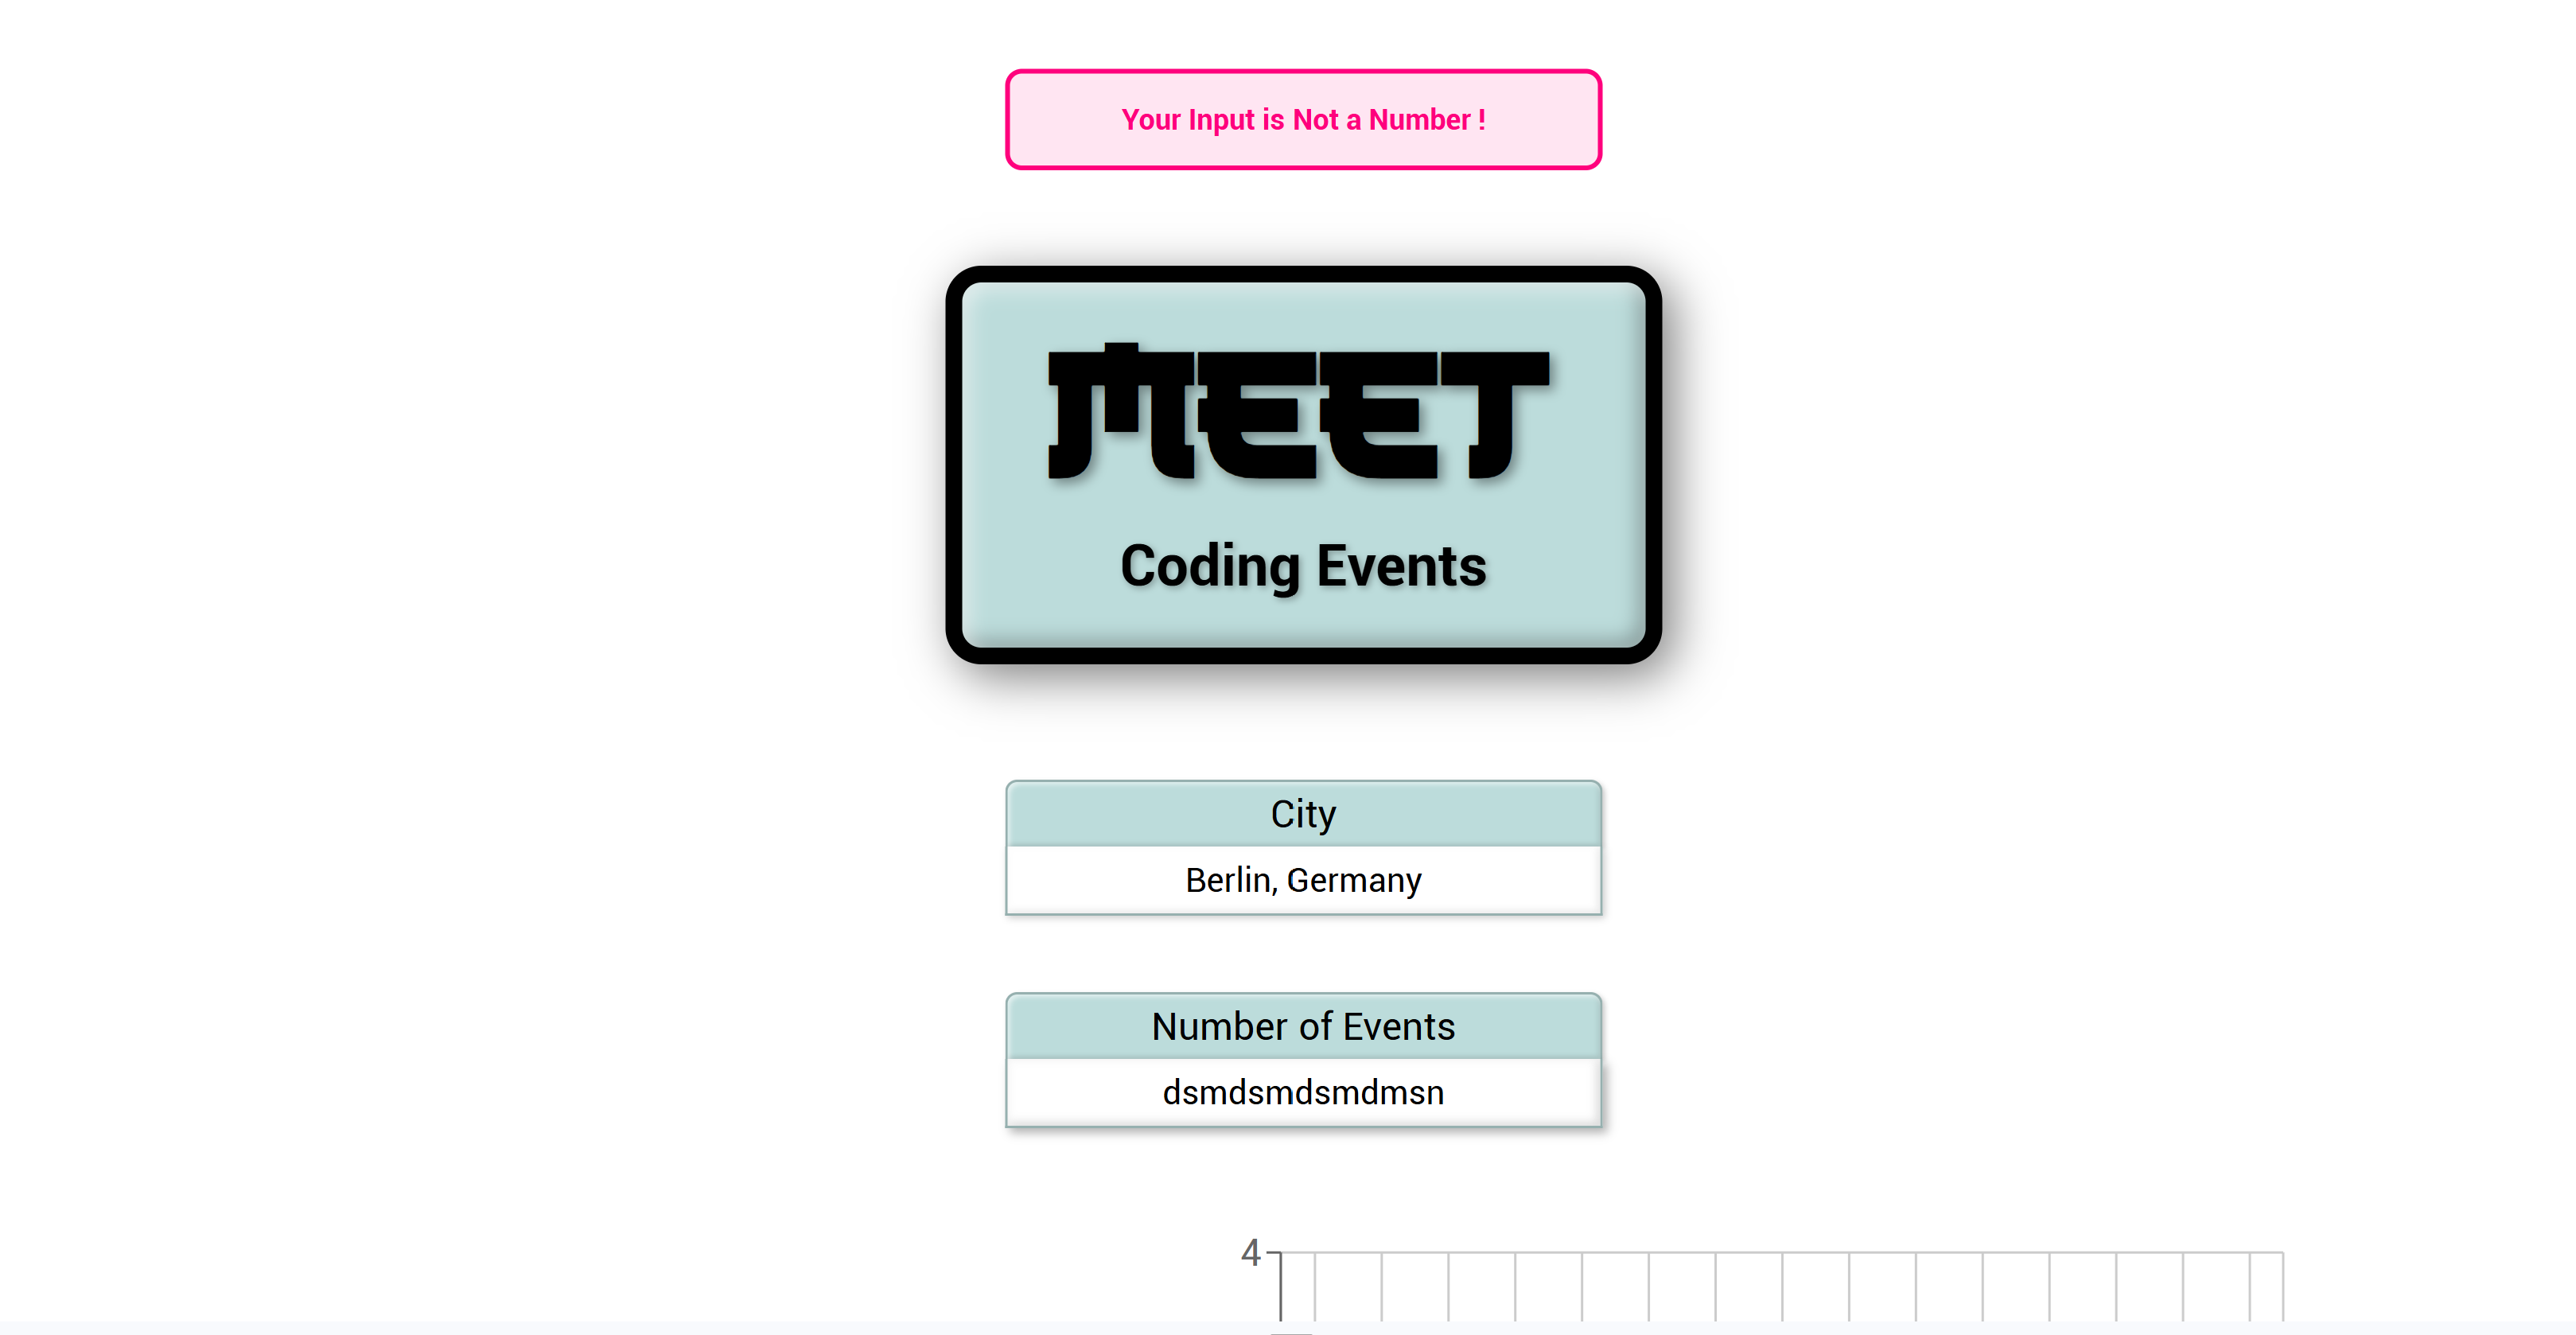 Your Input is Not a Number !
MEET
Coding Events
City
Berlin, Germany
Number of Events
dsmdsmdsmdmsn
4